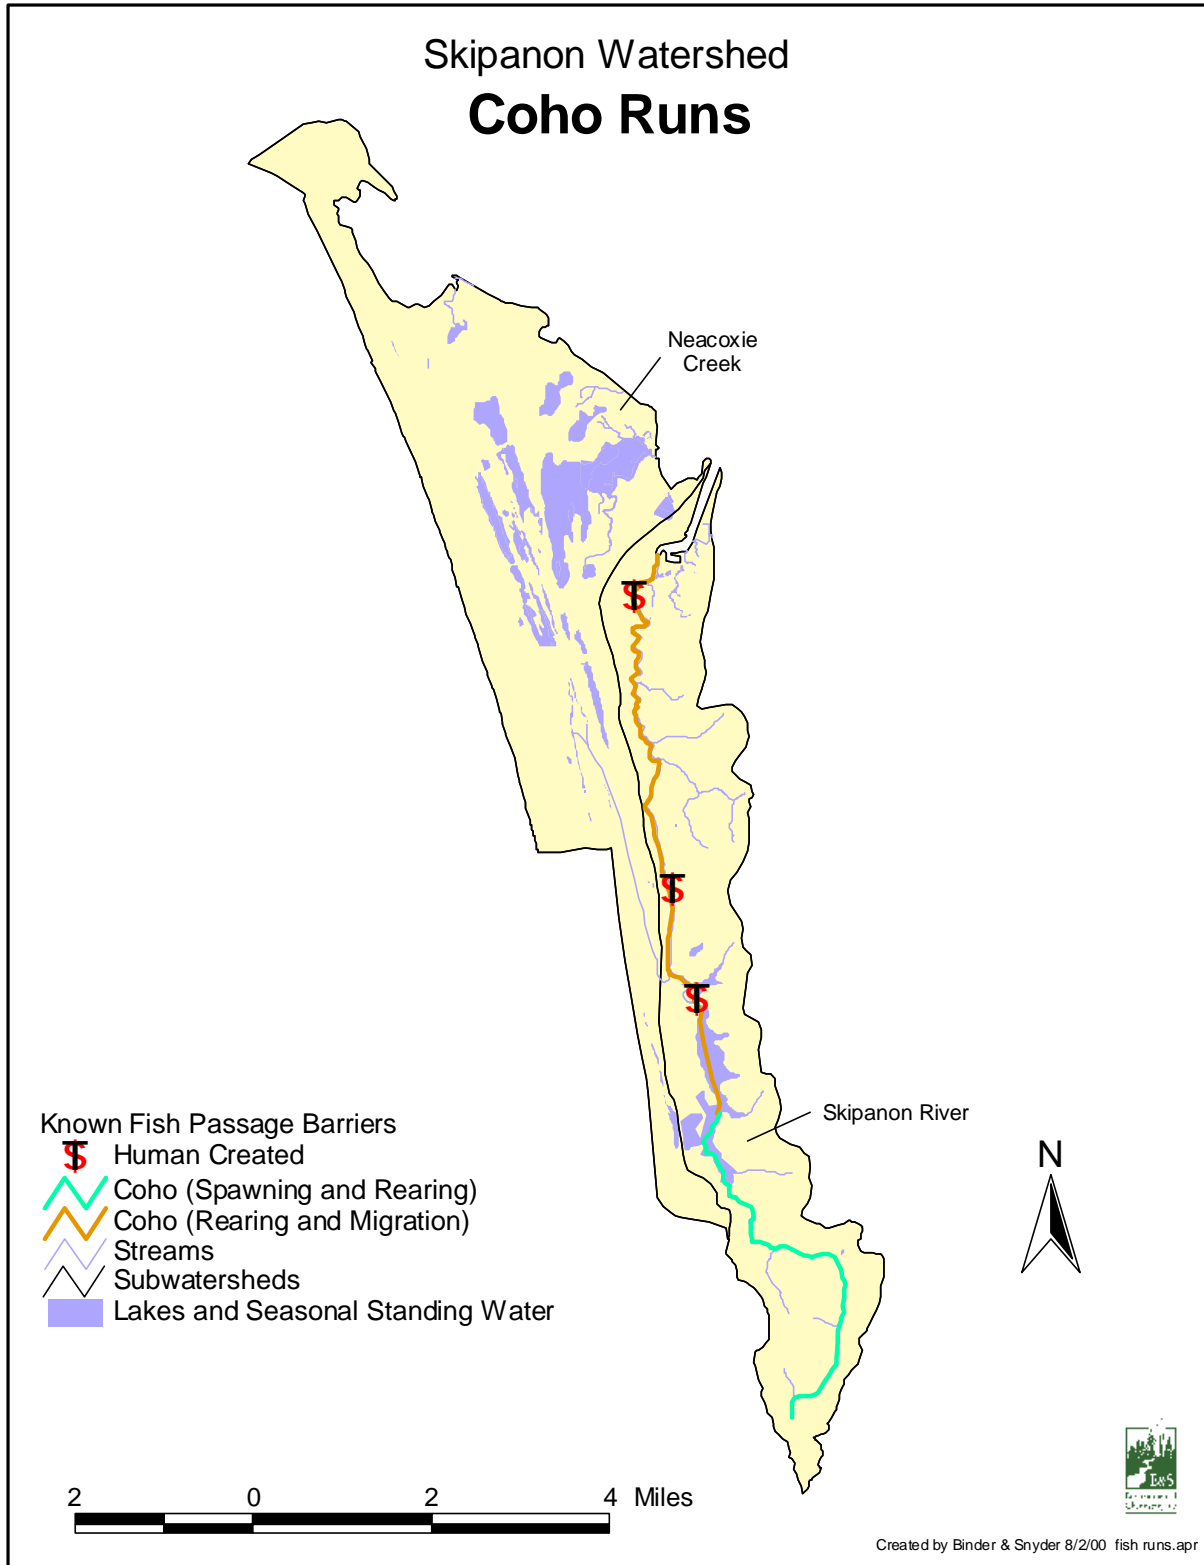 Skipanon Watershed
Coho Runs
Neacoxie
Creek
Skipanon River
Known Fish Passage Barriers
Human Created
Coho (Spawning and Rearing)
Coho (Rearing and Migration)
Streams
Subwatersheds
Lakes and Seasonal Standing Water
N
2 0 2 4 Miles
E&S
Created by Binder & Snyder 8/2/00 fish runs.apr